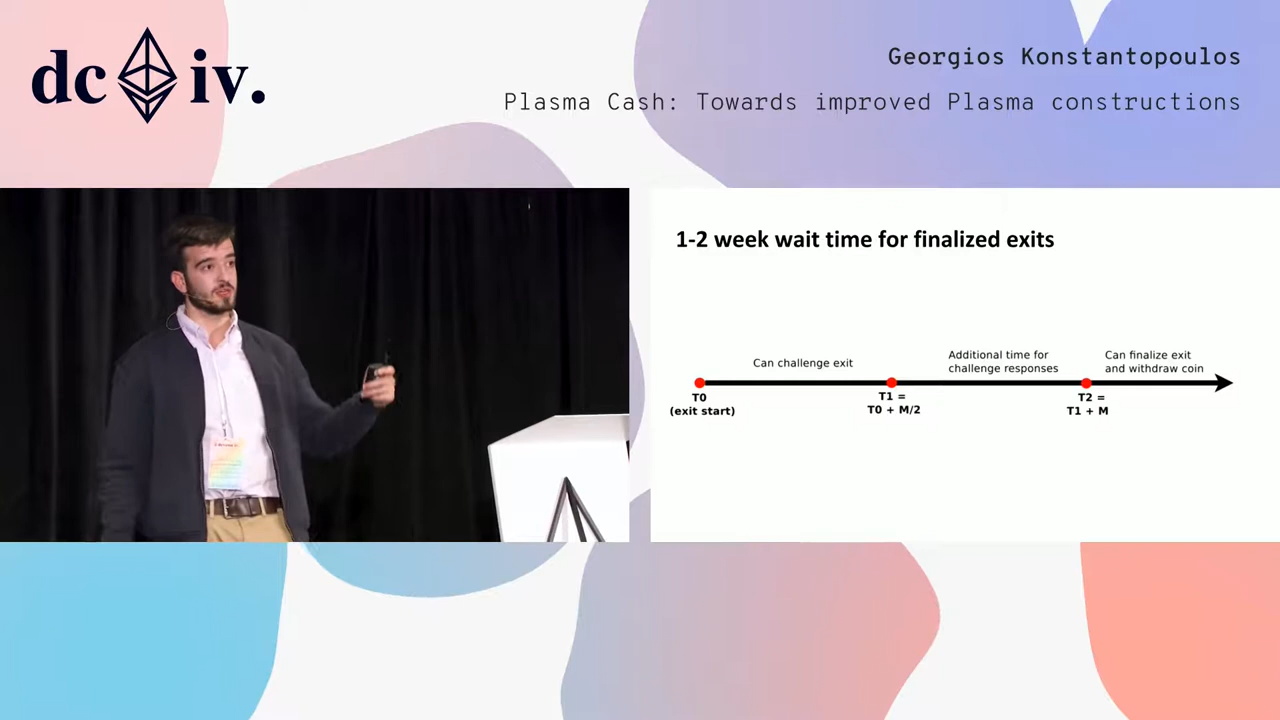 dc iv.
Georgios Konstantopoulos
Plasma Cash: Towards improved Plasma constructions
1-2 week wait time for finalized exits
Can challenge exit
Additional time for
challenge responses
Can finalize exit
and withdraw coin
T0
(exit start)
T1 =
T0 + M/2
T2 =
T1 + M